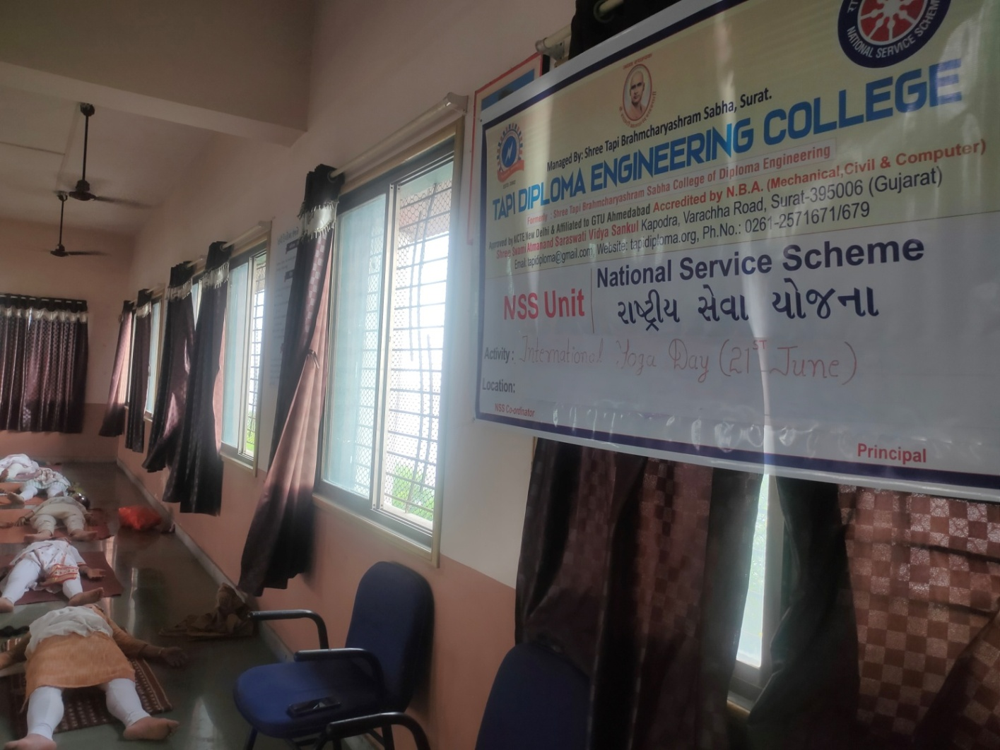 NATIONAL SERVICE SCHEME
Managed By: Shree Tapi Brahmcharyashram Sabha, Surat.
TAPI DIPLOMA ENGINEERING COLLEGE
Formerly : Shree Tapi Brahmcharyashram Sabha College of Diploma Engineering
Approved by AICTE New Delhi & Affiliated to GTU Ahmedabad Accredited by N.B.A. (Mechanical,Civil & Computer)
Shree Swami Atmanand Saraswati Vidya Sankul Kapodra, Varachha Road, Surat-395006 (Gujarat)
Email: tapidiploma@gmail.com, Website: tapidiploma.org, Ph.No.: 0261-2571671/679
NSS Unit
National Service Scheme
રાષ્ટ્રીય સેવા યોજના
Activity: International Yoga Day (21ST June)
Location:
NSS Co-ordinator
Principal